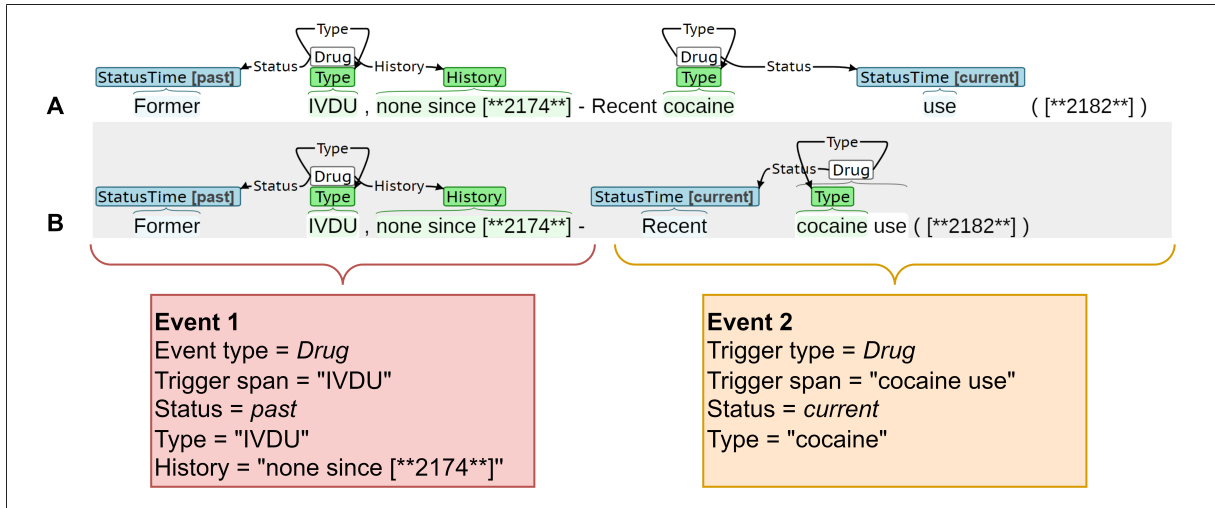 Type Type
Drug Drug
Status History Status
StatusTime [past] Type History Type StatusTime [current]
A Former IVDU , none since [**2174**] - Recent cocaine use ( [**2182**] )
Type Type
Drug Status Drug
Status History
StatusTime [past] Type History StatusTime [current] Type
B Former IVDU , none since [**2174**] - Recent cocaine use ( [**2182**] )
Event 1
Event type = Drug
Trigger span = "IVDU"
Status = past
Type = "IVDU"
History = "none since [**2174**]"
Event 2
Trigger type = Drug
Trigger span = "cocaine use"
Status = current
Type = "cocaine"